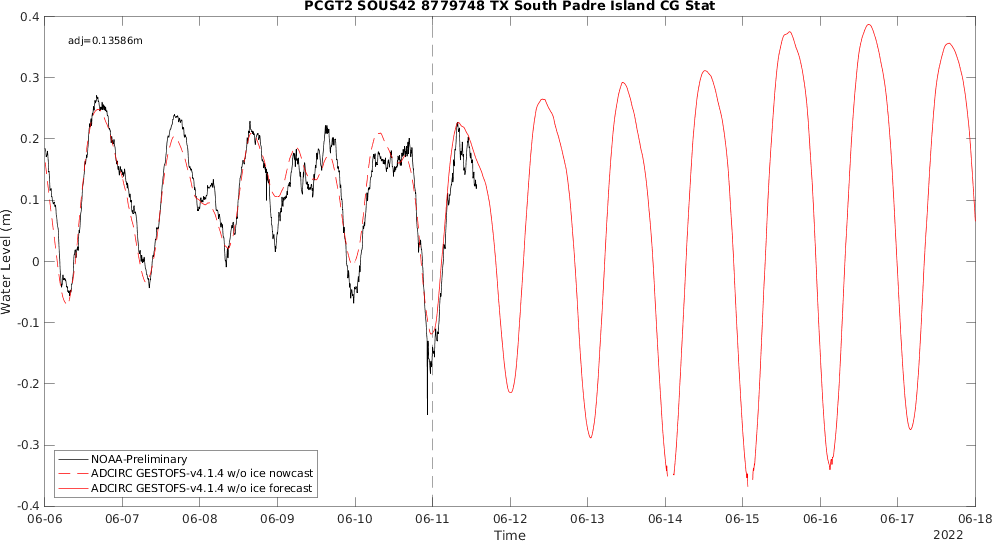 PCGT2 SOUS42 8779748 TX South Padre Island CG Stat
adj=0.13586m
0.4
0.3
0.2
0.1
0
-0.1
-0.2
-0.3
-0.4
Water Level (m)
NOAA-Preliminary
ADCIRC GESTOFS-v4.1.4 w/o ice nowcast
ADCIRC GESTOFS-v4.1.4 w/o ice forecast
06-06 06-07 06-08 06-09 06-10 06-11 06-12 06-13 06-14 06-15 06-16 06-17 06-18
Time
2022